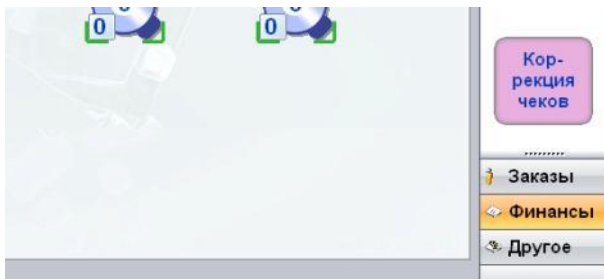 0 0
Кор-
рекция
чеков
Заказы
Финансы
Другое